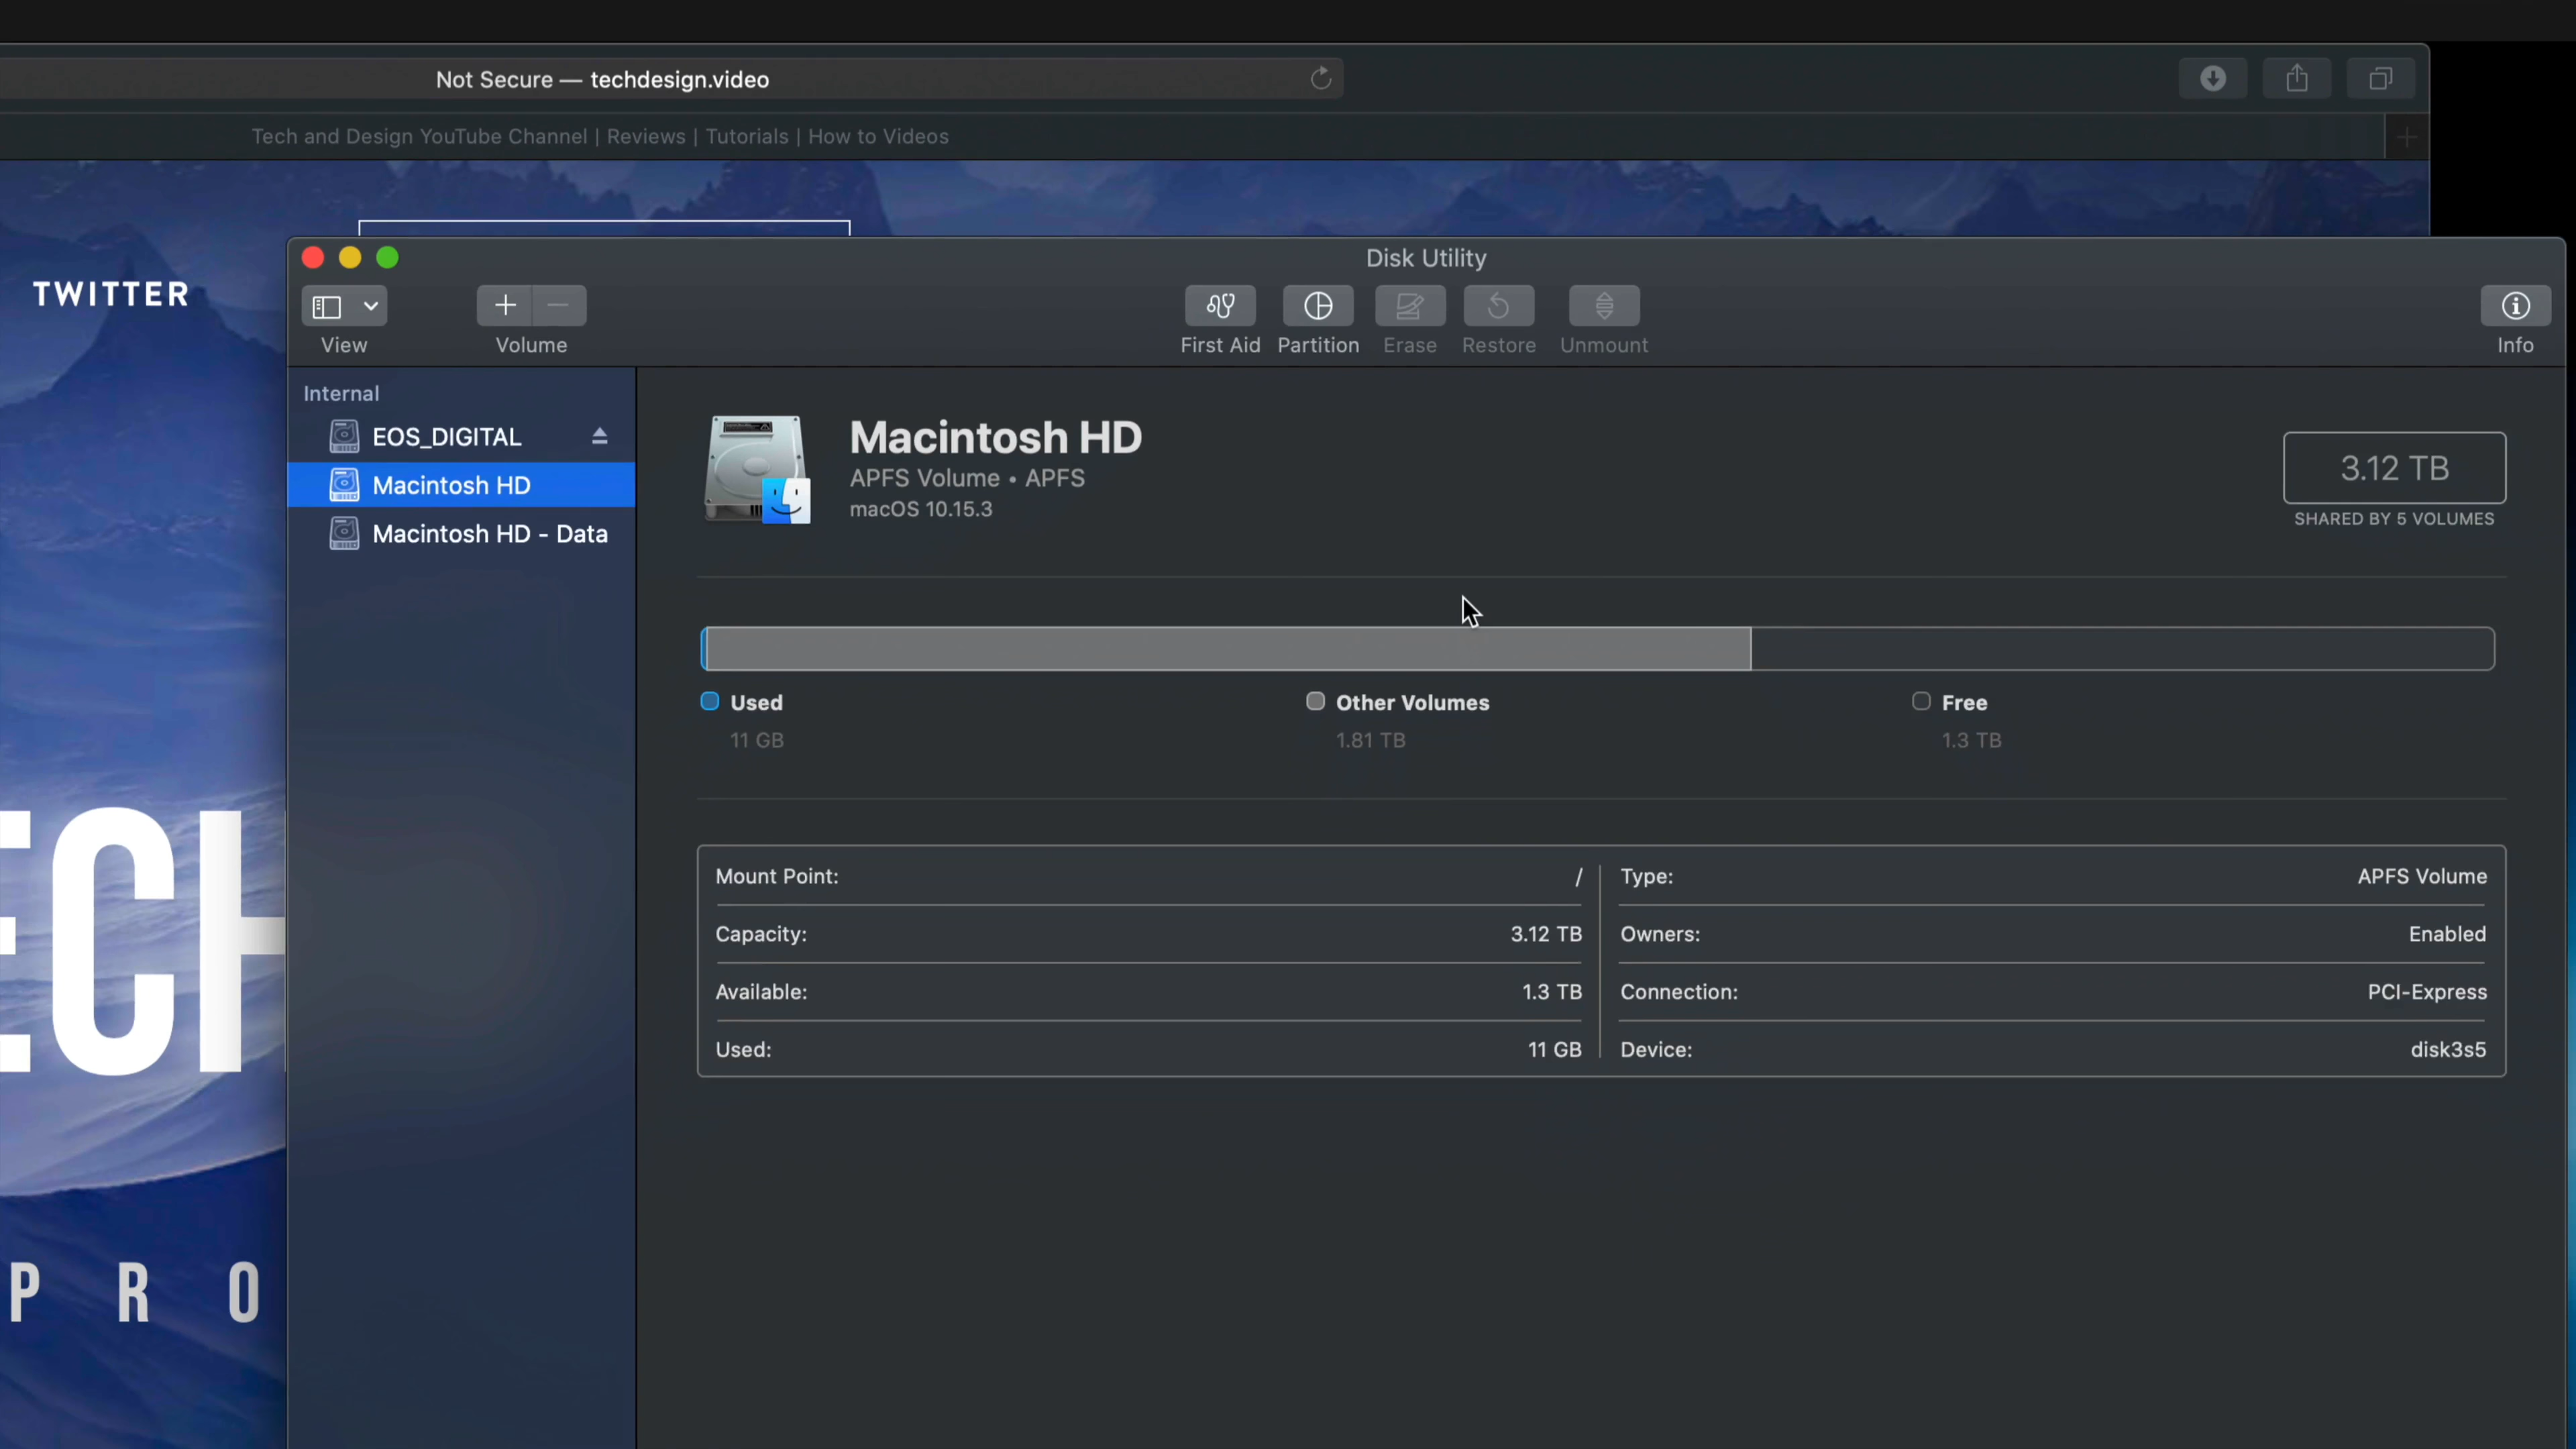 Not Secure — techdesign.video
Tech and Design YouTube Channel | Reviews | Tutorials | How to Videos
TWITTER
Disk Utility
View
Volume
First Aid
Partition
Erase
Restore
Unmount
Info
Internal
EOS_DIGITAL
Macintosh HD
Macintosh HD - Data
Macintosh HD
APFS Volume • APFS
macOS 10.15.3
3.12 TB
SHARED BY 5 VOLUMES
Used
11 GB
Other Volumes
1.81 TB
Free
1.3 TB
Mount Point: /
Capacity: 3.12 TB
Available: 1.3 TB
Used: 11 GB
Type: APFS Volume
Owners: Enabled
Connection: PCI-Express
Device: disk3s5
ECH
PRO